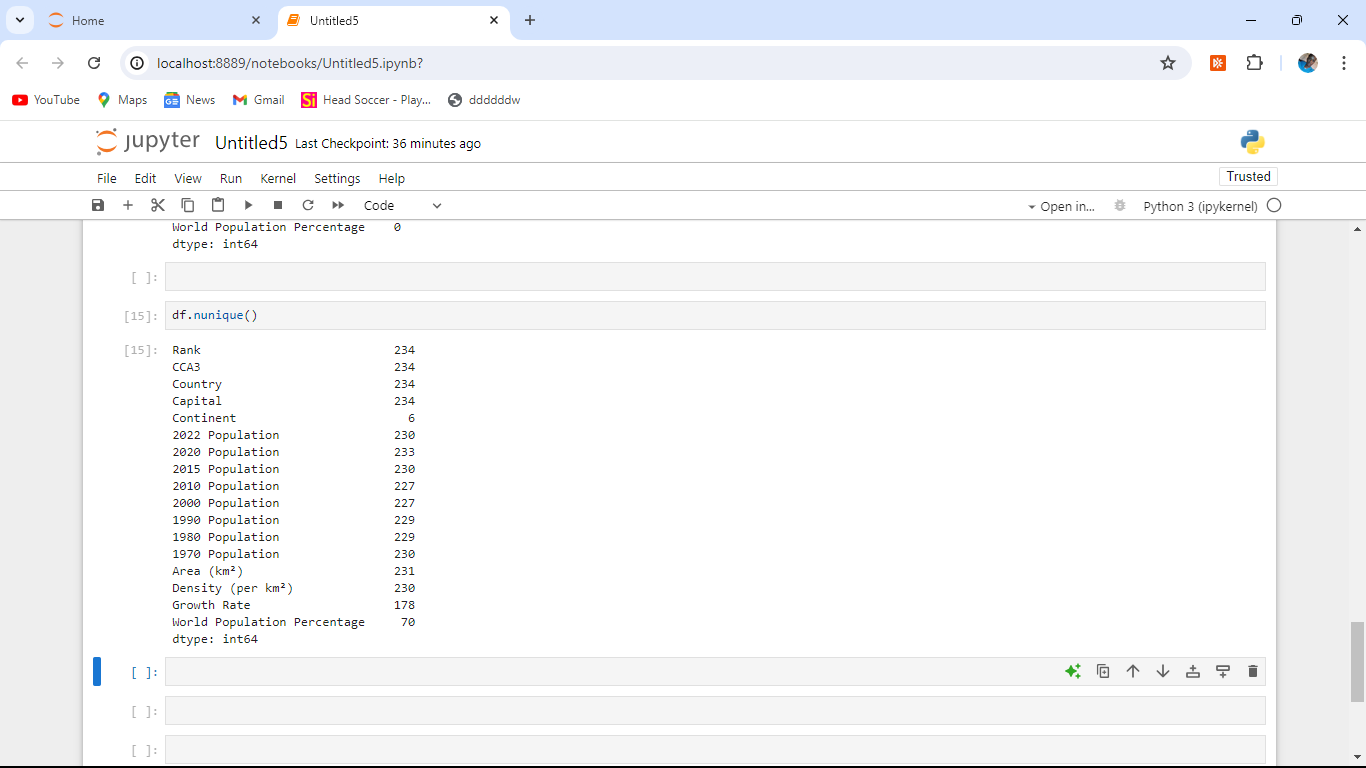 Home
Untitled5
localhost:8889/notebooks/Untitled5.ipynb?
YouTube Maps News Gmail Head Soccer - Play... ddddddw
jupyter Untitled5 Last Checkpoint: 36 minutes ago
File Edit View Run Kernel Settings Help
Trusted
Code
Open in...
Python 3 (ipykernel)
World Population Percentage 0
dtype: int64
[ ]:
[15]: df.nunique()
[15]: Rank 234
CCA3 234
Country 234
Capital 234
Continent 6
2022 Population 230
2020 Population 233
2015 Population 230
2010 Population 227
2000 Population 227
1990 Population 229
1980 Population 229
1970 Population 230
Area (km²) 231
Density (per km²) 230
Growth Rate 178
World Population Percentage 70
dtype: int64
[ ]:
[ ]:
[ ]: